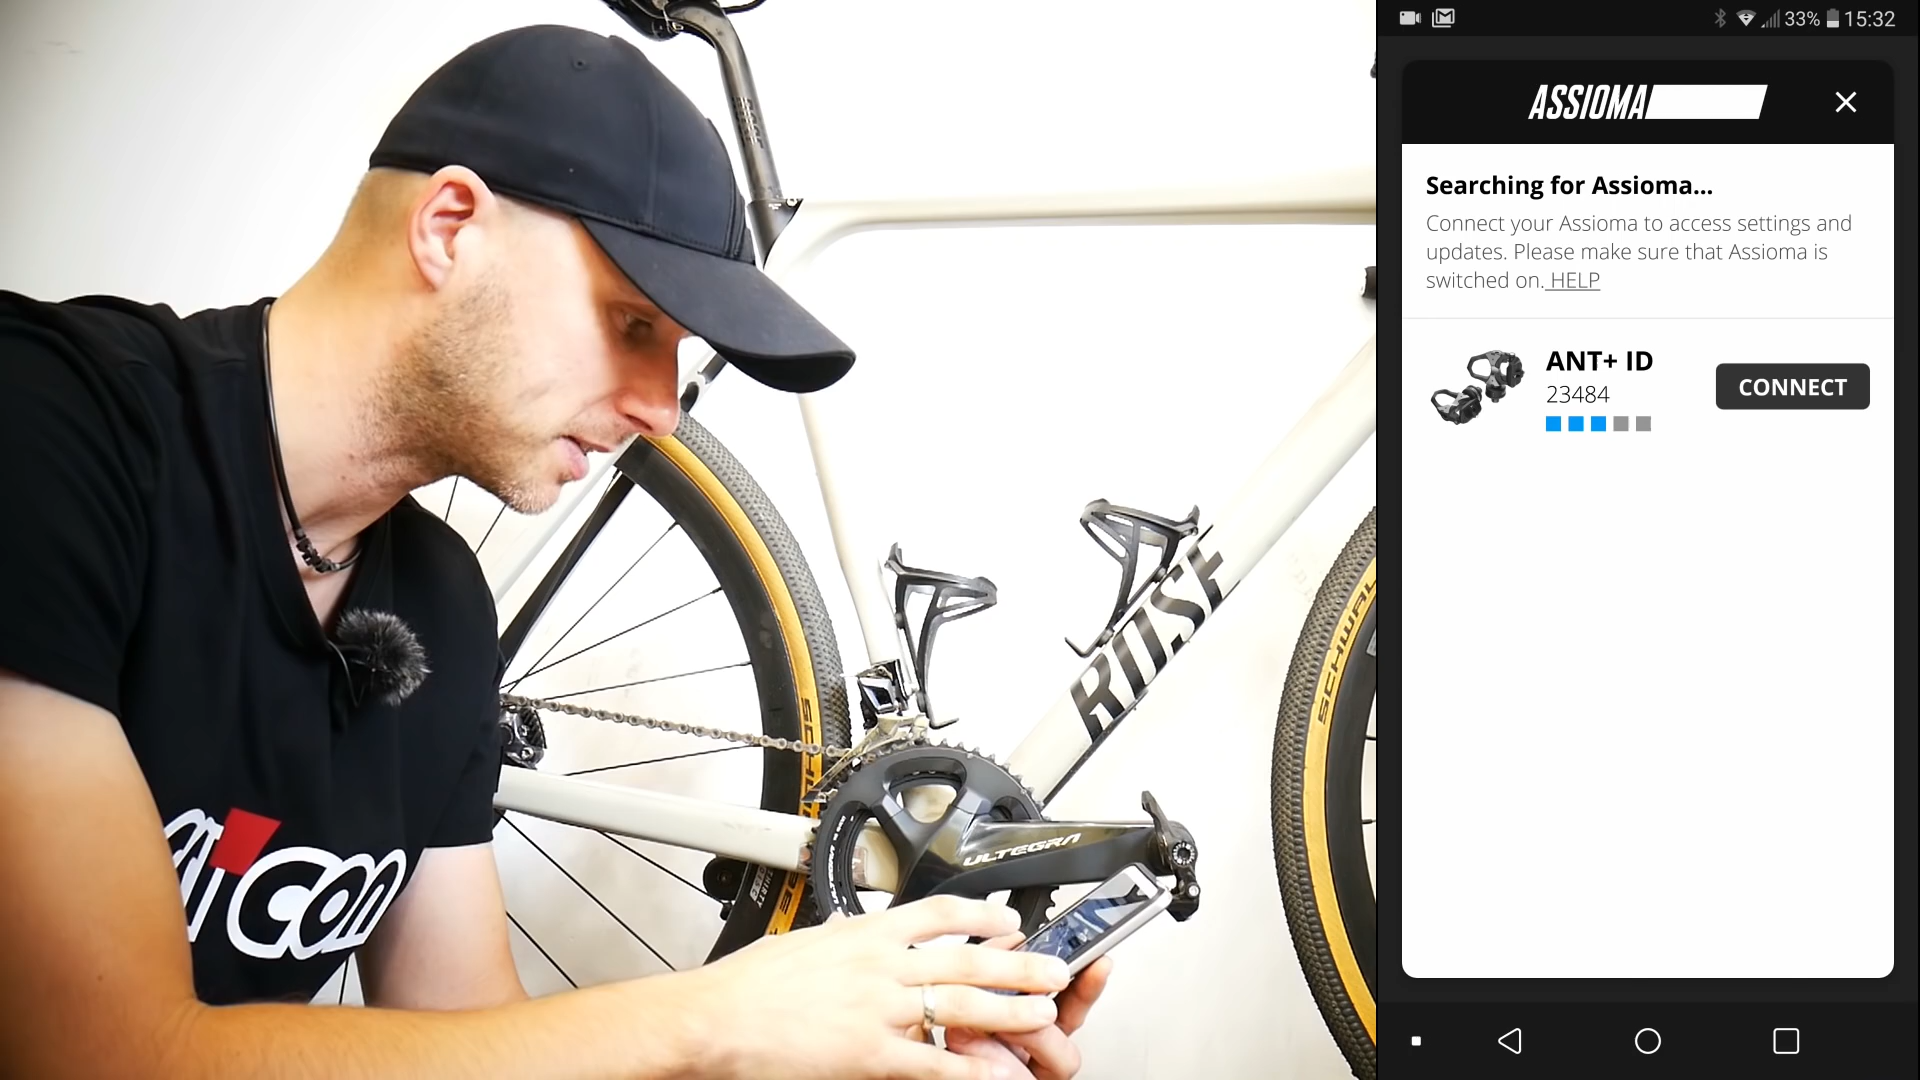 33% 15:32
ASSIOMA
Searching for Assioma...
Connect your Assioma to access settings and
updates. Please make sure that Assioma is
switched on. HELP
ANT+ ID
23484
CONNECT
ROSE
SCHWAL
ULTEGRA